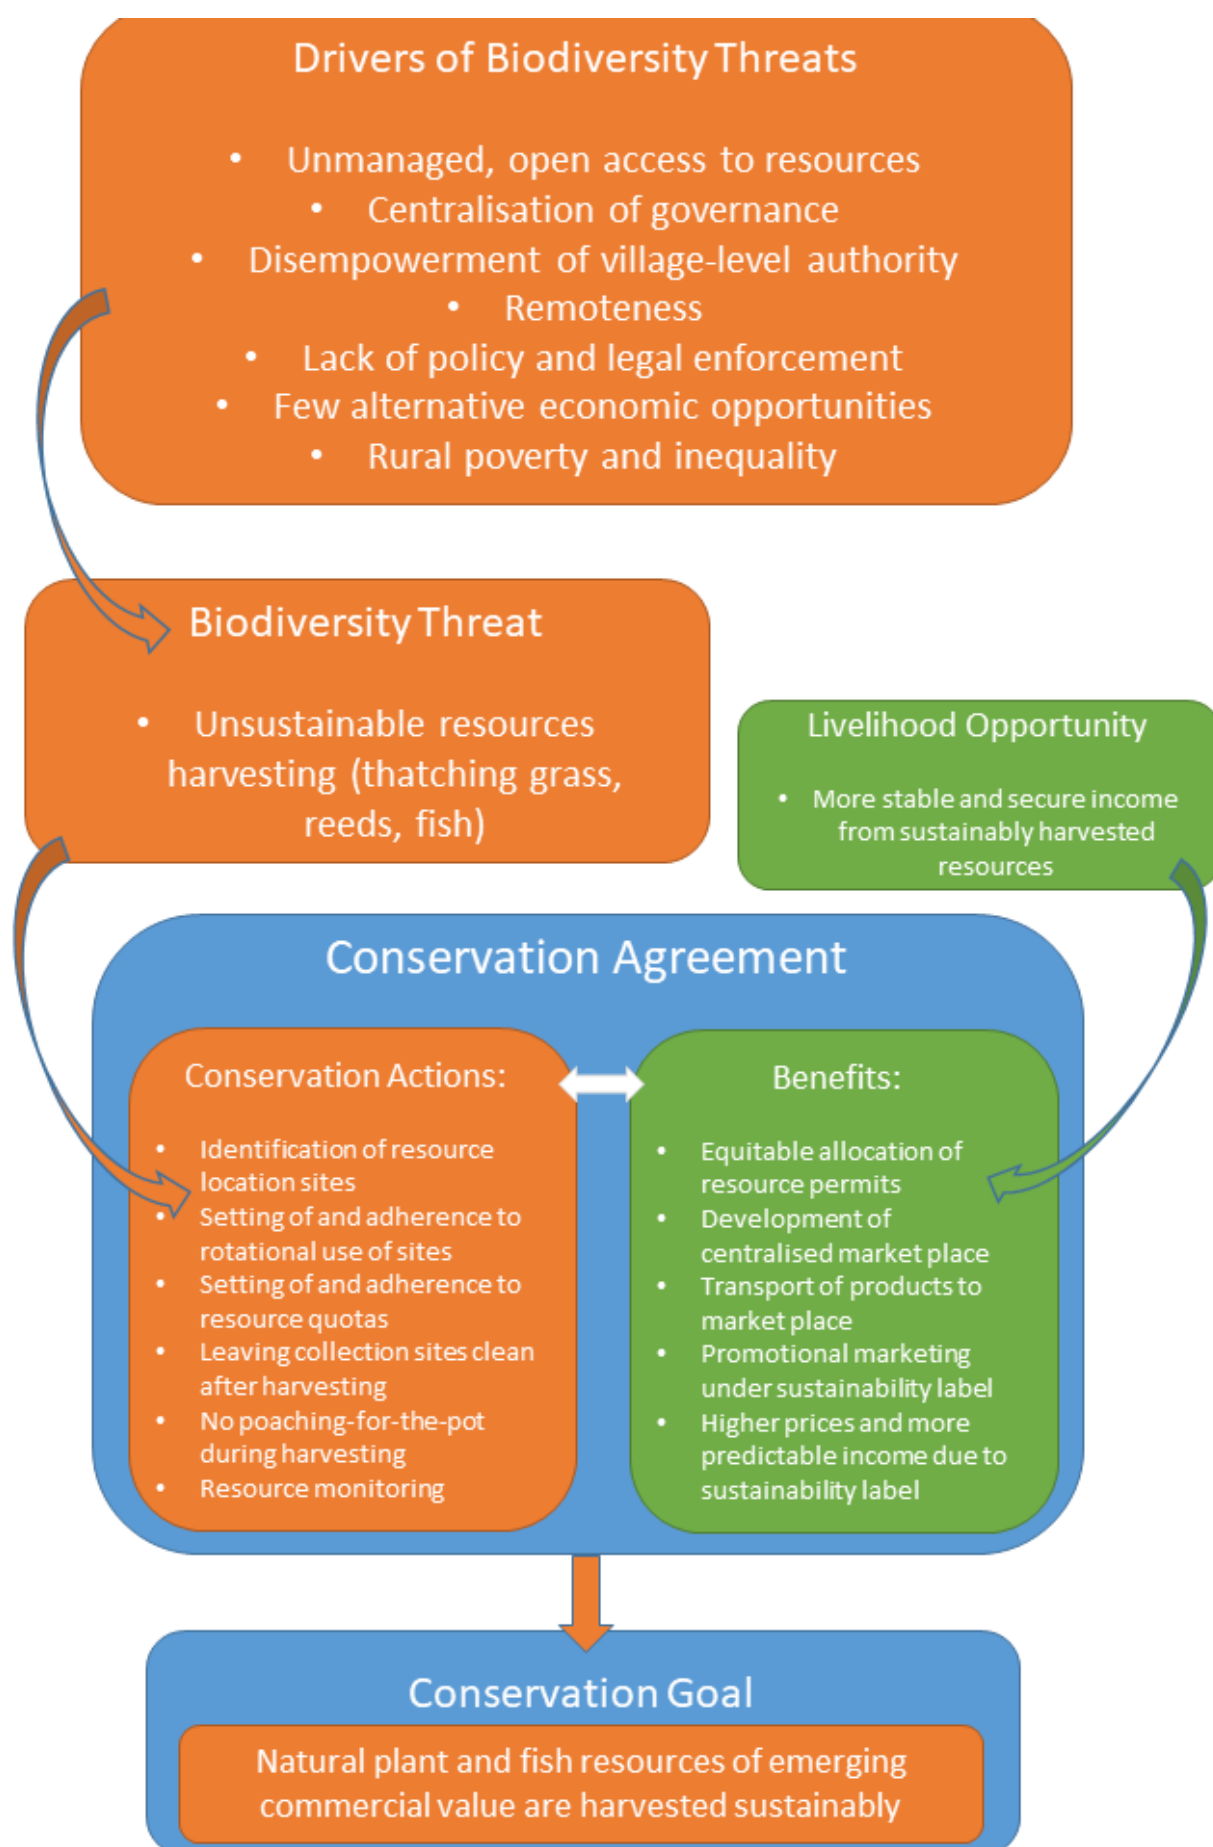 Drivers of Biodiversity Threats
• Unmanaged, open access to resources
• Centralisation of governance
• Disempowerment of village-level authority
• Remoteness
• Lack of policy and legal enforcement
• Few alternative economic opportunities
• Rural poverty and inequality
Biodiversity Threat
• Unsustainable resources
harvesting (thatching grass,
reeds, fish)
Livelihood Opportunity
• More stable and secure income
from sustainably harvested
resources
Conservation Agreement
Conservation Actions:
• Identification of resource
location sites
• Setting of and adherence to
rotational use of sites
• Setting of and adherence to
resource quotas
• Leaving collection sites clean
after harvesting
• No poaching-for-the-pot
during harvesting
• Resource monitoring
Benefits:
• Equitable allocation of
resource permits
• Development of
centralised market place
• Transport of products to
market place
• Promotional marketing
under sustainability label
• Higher prices and more
predictable income due to
sustainability label
Conservation Goal
Natural plant and fish resources of emerging
commercial value are harvested sustainably